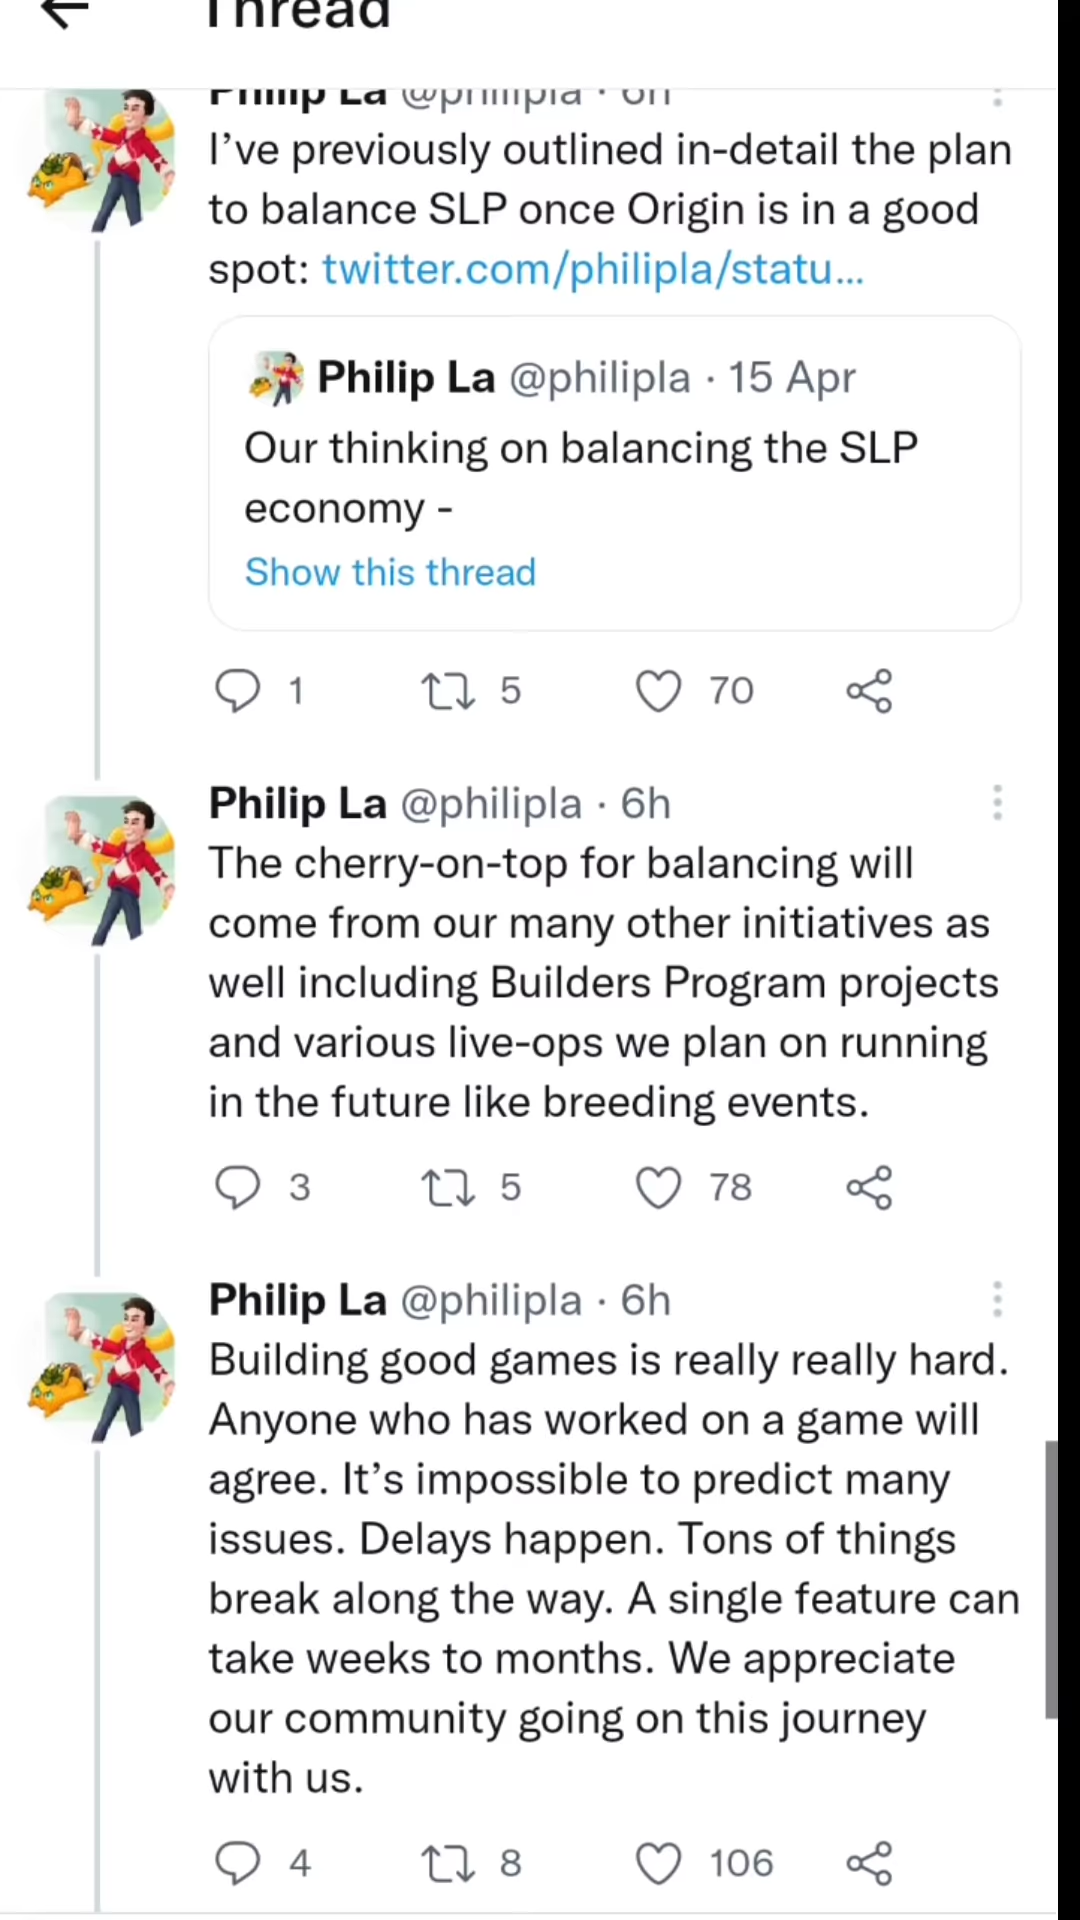 Thread
Philip La @philipla · 6h
I’ve previously outlined in-detail the plan
to balance SLP once Origin is in a good
spot: twitter.com/philipla/statu...
Philip La @philipla · 15 Apr
Our thinking on balancing the SLP
economy -
Show this thread
1 5 70
Philip La @philipla · 6h
The cherry-on-top for balancing will
come from our many other initiatives as
well including Builders Program projects
and various live-ops we plan on running
in the future like breeding events.
3 5 78
Philip La @philipla · 6h
Building good games is really really hard.
Anyone who has worked on a game will
agree. It’s impossible to predict many
issues. Delays happen. Tons of things
break along the way. A single feature can
take weeks to months. We appreciate
our community going on this journey
with us.
4 8 106